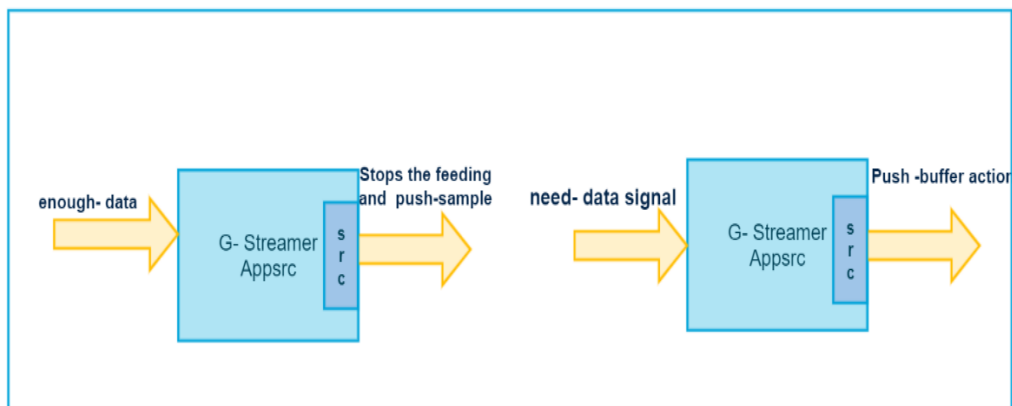 enough- data
G- Streamer
Appsrc
s
r
c
Stops the feeding
and push-sample
need- data signal
G- Streamer
Appsrc
s
r
c
Push -buffer action